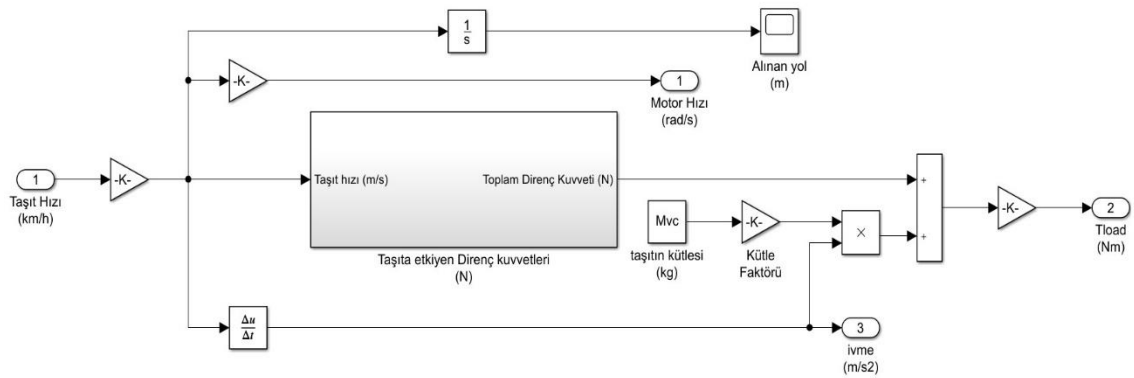 1
s
Alınan yol
(m)
-K-
1
Motor Hızı
(rad/s)
1
Taşıt Hızı
(km/h)
-K-
Taşıt hızı (m/s)
Toplam Direnç Kuvveti (N)
Taşıta etkiyen Direnç kuvvetleri
(N)
Mvc
taşıtın kütlesi
(kg)
-K-
Kütle
Faktörü
×
+
+
-K-
2
Tload
(Nm)
Δu
Δt
3
ivme
(m/s2)